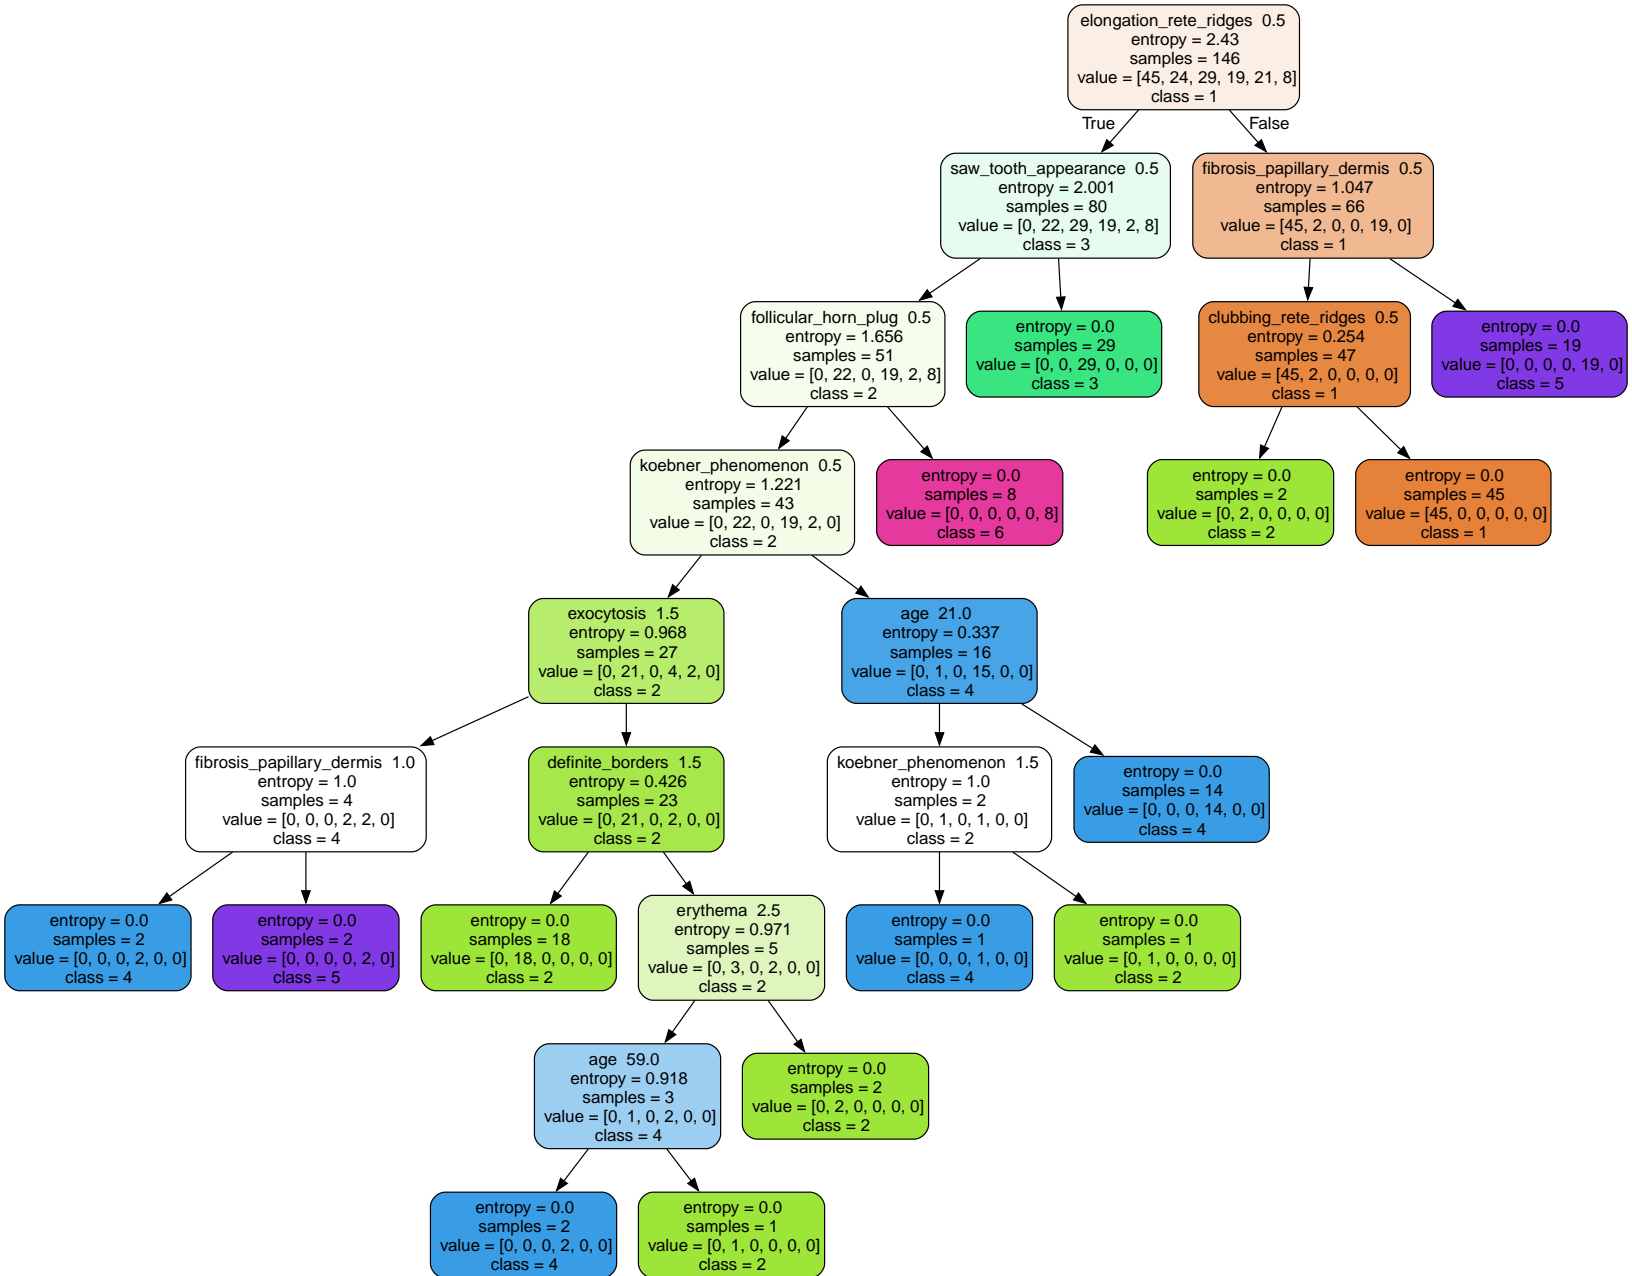 elongation_rete_ridges 0.5
entropy = 2.43
samples = 146
value = [45, 24, 29, 19, 21, 8]
class = 1
True
False
saw_tooth_appearance 0.5
entropy = 2.001
samples = 80
value = [0, 22, 29, 19, 2, 8]
class = 3
fibrosis_papillary_dermis 0.5
entropy = 1.047
samples = 66
value = [45, 2, 0, 0, 19, 0]
class = 1
follicular_horn_plug 0.5
entropy = 1.656
samples = 51
value = [0, 22, 0, 19, 2, 8]
class = 2
entropy = 0.0
samples = 29
value = [0, 0, 29, 0, 0, 0]
class = 3
clubbing_rete_ridges 0.5
entropy = 0.254
samples = 47
value = [45, 2, 0, 0, 0, 0]
class = 1
entropy = 0.0
samples = 19
value = [0, 0, 0, 0, 19, 0]
class = 5
koebner_phenomenon 0.5
entropy = 1.221
samples = 43
value = [0, 22, 0, 19, 2, 0]
class = 2
entropy = 0.0
samples = 8
value = [0, 0, 0, 0, 0, 8]
class = 6
entropy = 0.0
samples = 2
value = [0, 2, 0, 0, 0, 0]
class = 2
entropy = 0.0
samples = 45
value = [45, 0, 0, 0, 0, 0]
class = 1
exocytosis 1.5
entropy = 0.968
samples = 27
value = [0, 21, 0, 4, 2, 0]
class = 2
age 21.0
entropy = 0.337
samples = 16
value = [0, 1, 0, 15, 0, 0]
class = 4
fibrosis_papillary_dermis 1.0
entropy = 1.0
samples = 4
value = [0, 0, 0, 2, 2, 0]
class = 4
definite_borders 1.5
entropy = 0.426
samples = 23
value = [0, 21, 0, 2, 0, 0]
class = 2
koebner_phenomenon 1.5
entropy = 1.0
samples = 2
value = [0, 1, 0, 1, 0, 0]
class = 2
entropy = 0.0
samples = 14
value = [0, 0, 0, 14, 0, 0]
class = 4
entropy = 0.0
samples = 2
value = [0, 0, 0, 2, 0, 0]
class = 4
entropy = 0.0
samples = 2
value = [0, 0, 0, 0, 2, 0]
class = 5
entropy = 0.0
samples = 18
value = [0, 18, 0, 0, 0, 0]
class = 2
erythema 2.5
entropy = 0.971
samples = 5
value = [0, 3, 0, 2, 0, 0]
class = 2
entropy = 0.0
samples = 1
value = [0, 0, 0, 1, 0, 0]
class = 4
entropy = 0.0
samples = 1
value = [0, 1, 0, 0, 0, 0]
class = 2
age 59.0
entropy = 0.918
samples = 3
value = [0, 1, 0, 2, 0, 0]
class = 4
entropy = 0.0
samples = 2
value = [0, 2, 0, 0, 0, 0]
class = 2
entropy = 0.0
samples = 2
value = [0, 0, 0, 2, 0, 0]
class = 4
entropy = 0.0
samples = 1
value = [0, 1, 0, 0, 0, 0]
class = 2